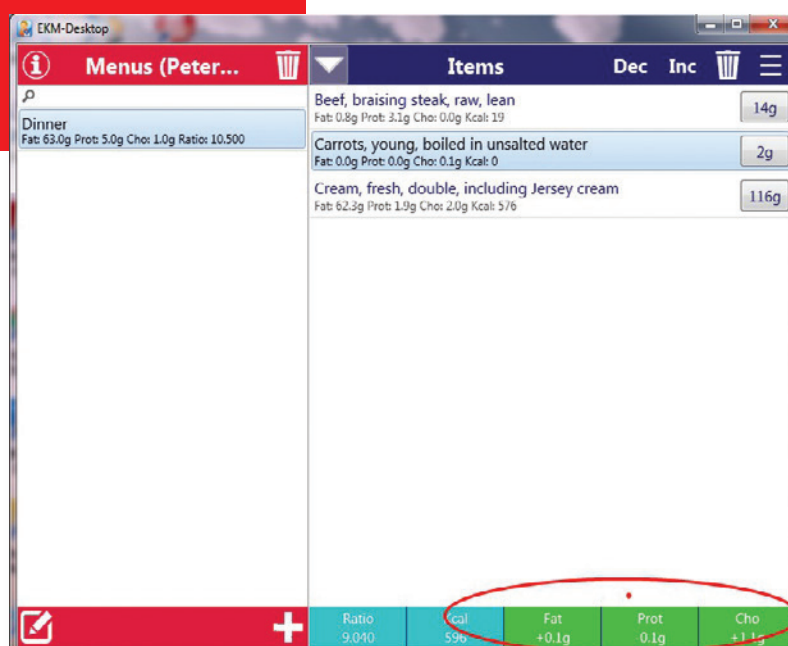 EKM-Desktop
Menus (Peter...
Items
Dec
Inc
Dinner
Fat: 63.0g Prot: 5.0g Cho: 1.0g Ratio: 10.500
Beef, braising steak, raw, lean
Fat: 0.8g Prot: 3.1g Cho: 0.0g Kcal: 19
14g
Carrots, young, boiled in unsalted water
Fat: 0.0g Prot: 0.0g Cho: 0.1g Kcal: 0
2g
Cream, fresh, double, including Jersey cream
Fat: 62.3g Prot: 1.9g Cho: 2.0g Kcal: 576
116g
Ratio
9.040
Kcal
596
Fat
+0.1g
Prot
0.1g
Cho
+1.1g